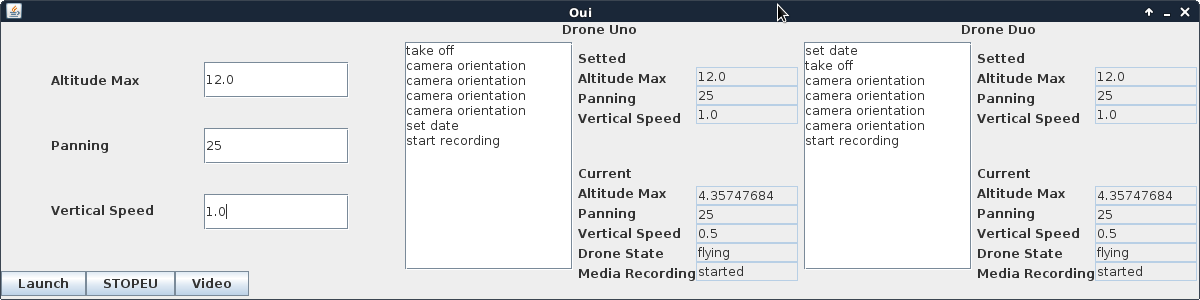 Oui
Altitude Max 12.0
Panning 25
Vertical Speed 1.0
Launch STOPEU Video
Drone Uno
take off
camera orientation
camera orientation
camera orientation
camera orientation
set date
start recording
Setted
Altitude Max 12.0
Panning 25
Vertical Speed 1.0
Current
Altitude Max 4.35747684
Panning 25
Vertical Speed 0.5
Drone State flying
Media Recording started
Drone Duo
set date
take off
camera orientation
camera orientation
camera orientation
camera orientation
start recording
Setted
Altitude Max 12.0
Panning 25
Vertical Speed 1.0
Current
Altitude Max 4.35747684
Panning 25
Vertical Speed 0.5
Drone State flying
Media Recording started